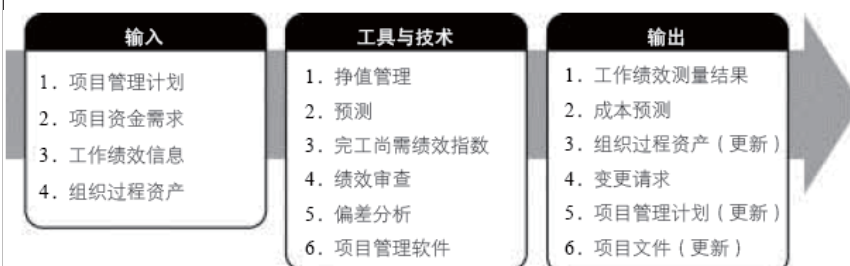 输入
1. 项目管理计划
2. 项目资金需求
3. 工作绩效信息
4. 组织过程资产
工具与技术
1. 挣值管理
2. 预测
3. 完工尚需绩效指数
4. 绩效审查
5. 偏差分析
6. 项目管理软件
输出
1. 工作绩效测量结果
2. 成本预测
3. 组织过程资产（更新）
4. 变更请求
5. 项目管理计划（更新）
6. 项目文件（更新）